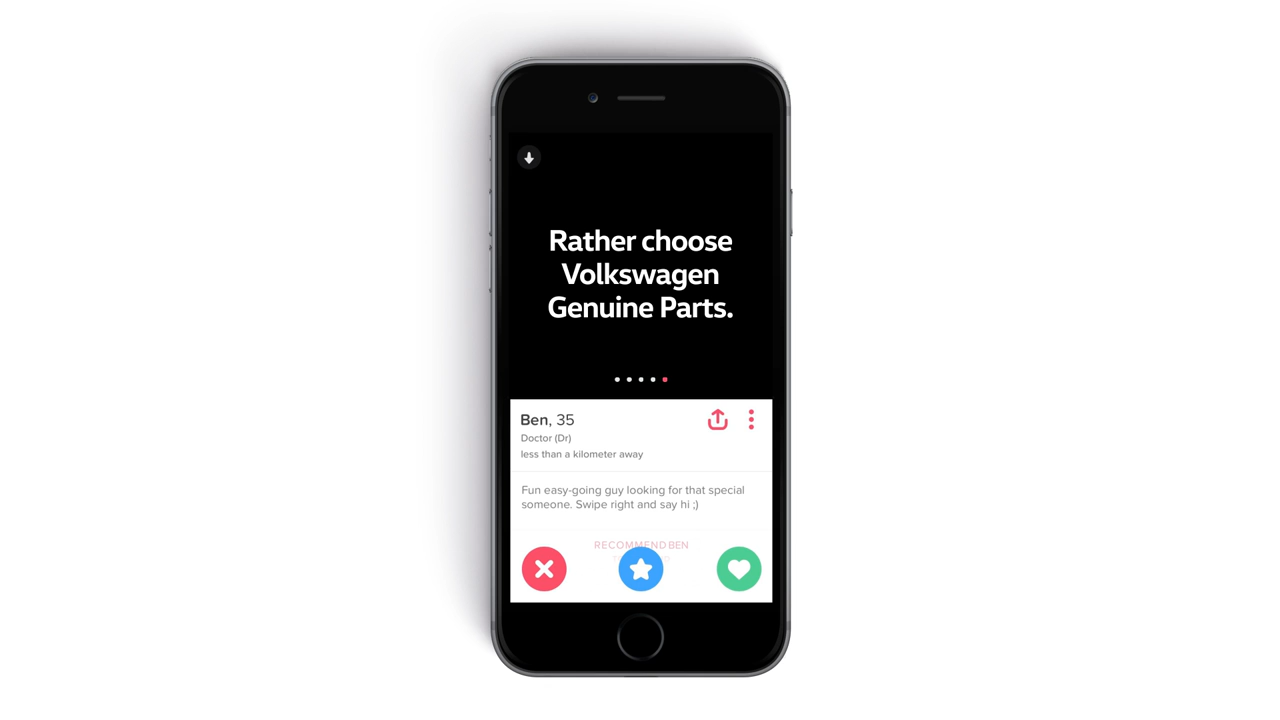 Rather choose
Volkswagen
Genuine Parts.
Ben, 35
Doctor (Dr)
less than a kilometer away
Fun easy-going guy looking for that special
someone. Swipe right and say hi ;)
RECOMMEND BEN